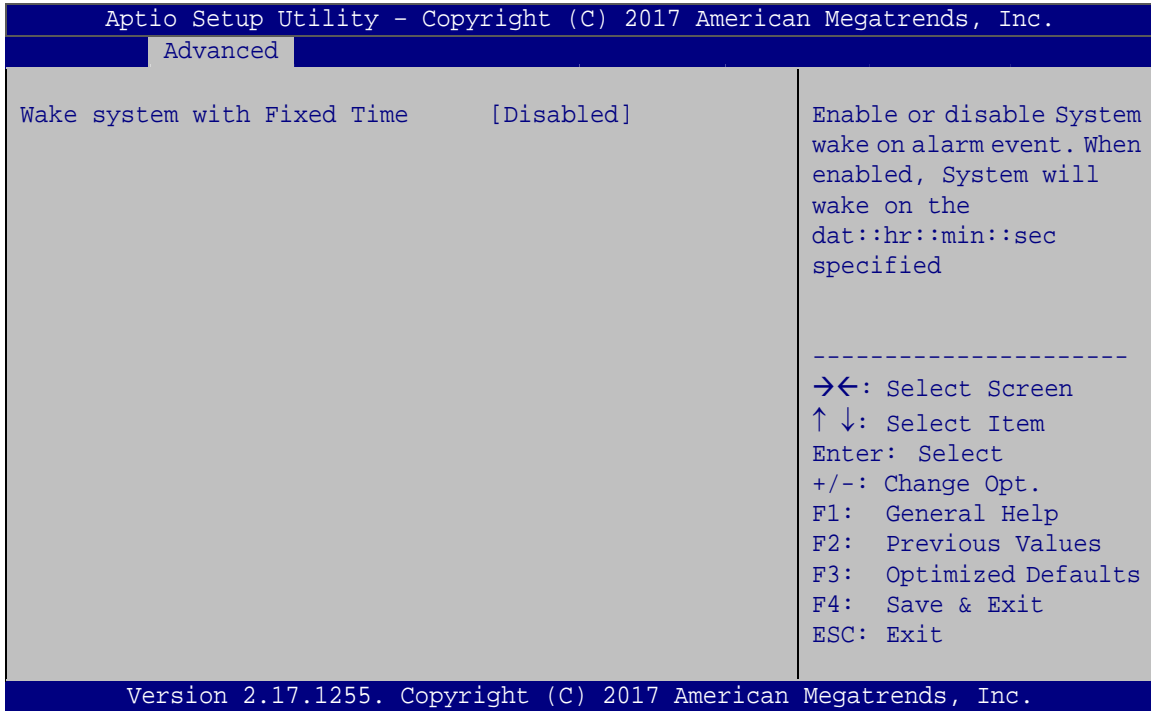 Aptio Setup Utility – Copyright (C) 2017 American Megatrends, Inc.
Advanced
Wake system with Fixed Time [Disabled]
Enable or disable System
wake on alarm event. When
enabled, System will
wake on the
dat::hr::min::sec
specified
----------------------
→←: Select Screen
↑ ↓: Select Item
Enter: Select
+/-: Change Opt.
F1: General Help
F2: Previous Values
F3: Optimized Defaults
F4: Save & Exit
ESC: Exit
Version 2.17.1255. Copyright (C) 2017 American Megatrends, Inc.